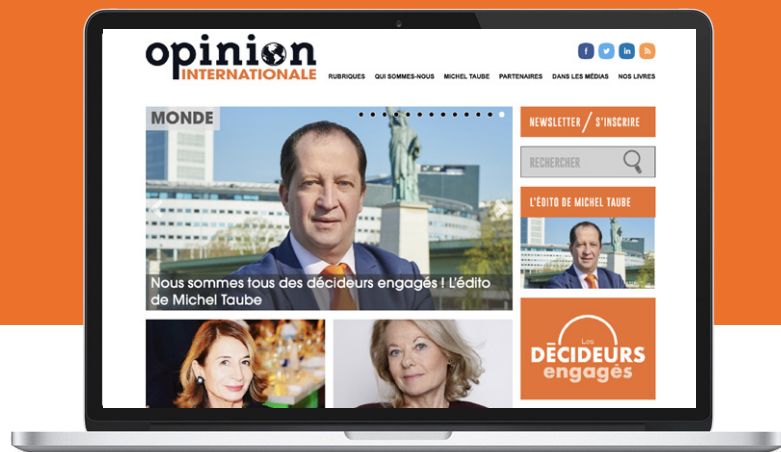 opinion
INTERNATIONALE
RUBRIQUES QUI SOMMES-NOUS MICHEL TAUBE PARTENAIRES DANS LES MÉDIAS NOS LIVRES
MONDE
NEWSLETTER / S'INSCRIRE
RECHERCHER
L'ÉDITO DE MICHEL TAUBE
Nous sommes tous des décideurs engagés ! L'édito
de Michel Taube
Les
DÉCIDEURS
engagés